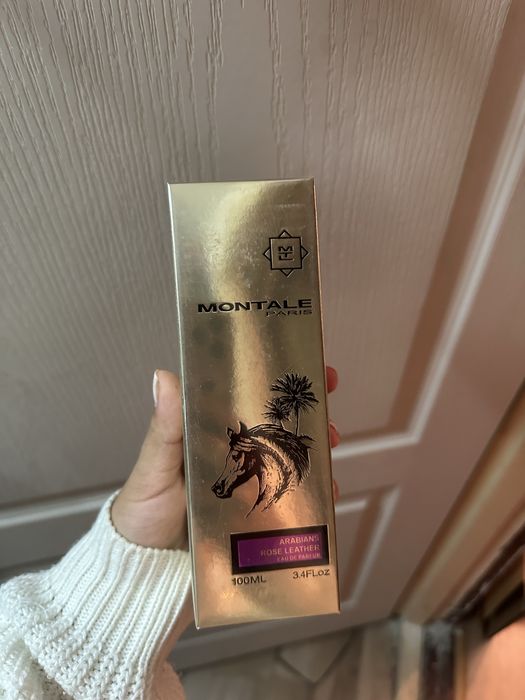 MONTALE
PARIS
ARABIANS
ROSE LEATHER
EAU DE PARFUM
100ML 3.4FLoz